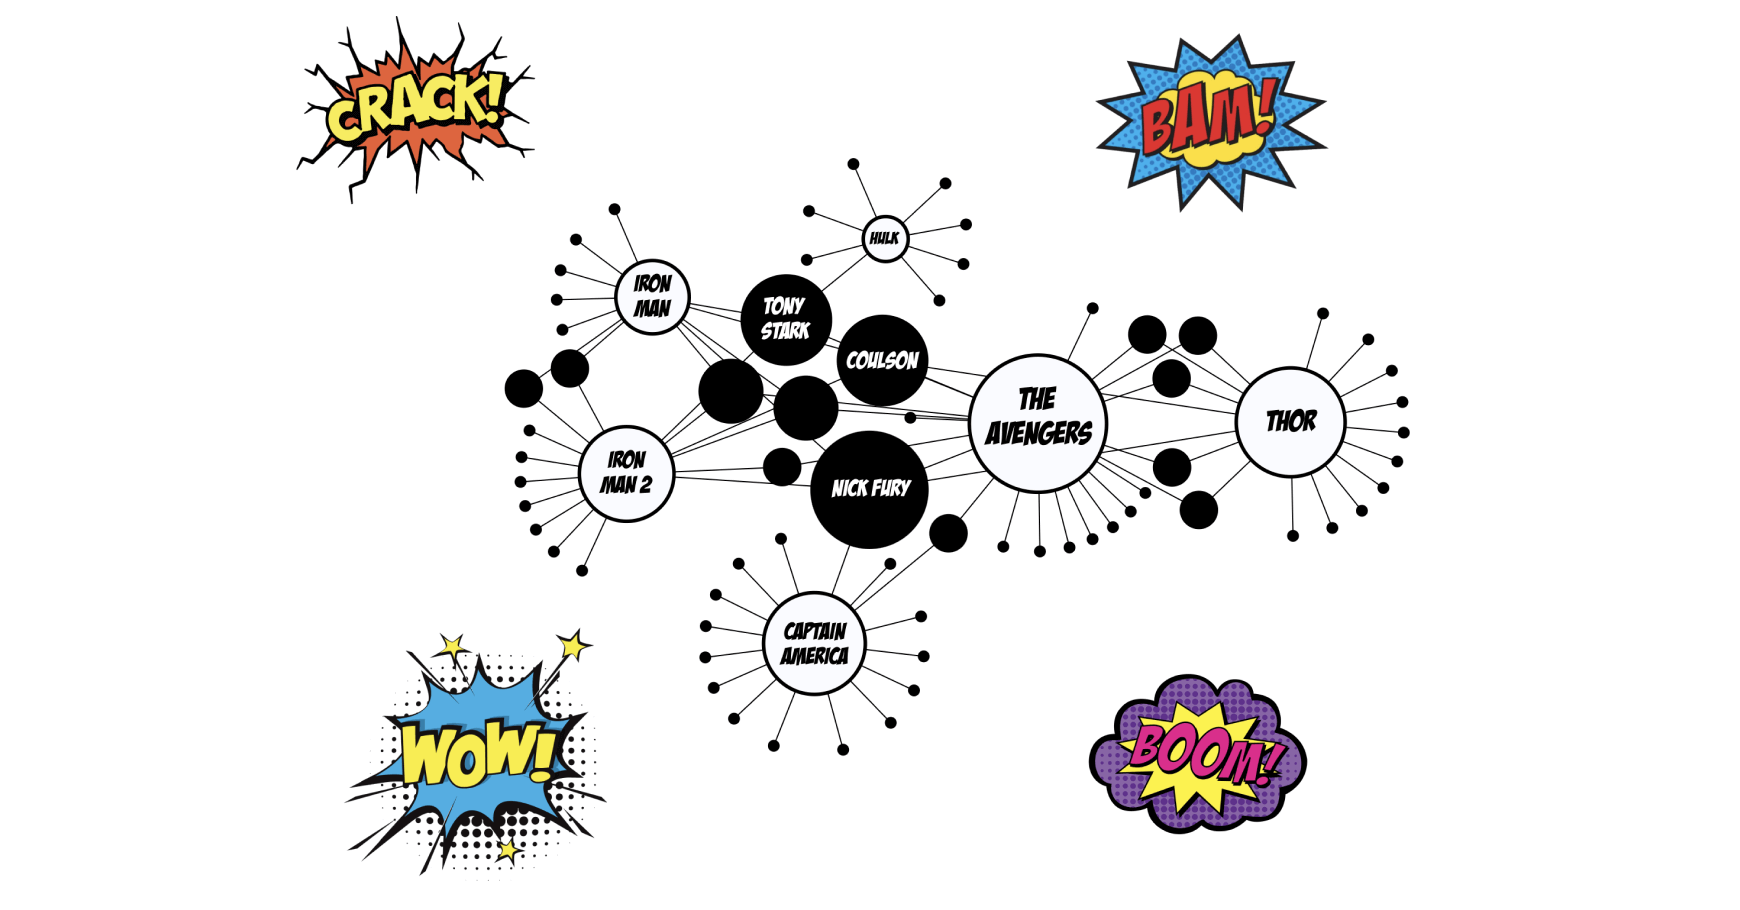 CRACK!
BAM!
HULK
IRON
MAN
TONY
STARK
COULSON
THE
AVENGERS
THOR
IRON
MAN 2
NICK FURY
CAPTAIN
AMERICA
WOW!
BOOM!